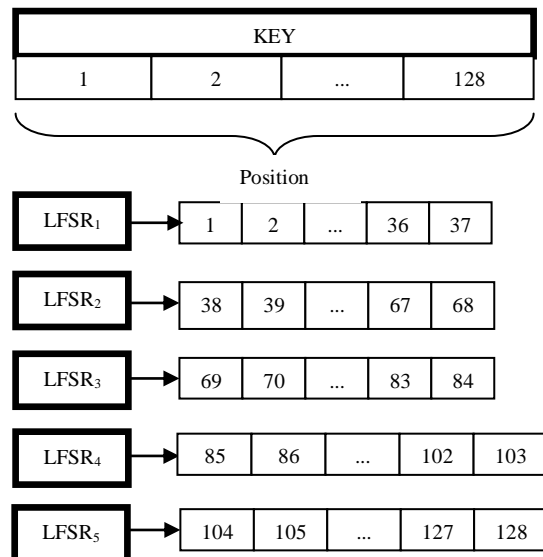 KEY
1 2 ... 128
Position
LFSR₁ 1 2 ... 36 37
LFSR₂ 38 39 ... 67 68
LFSR₃ 69 70 ... 83 84
LFSR₄ 85 86 ... 102 103
LFSR₅ 104 105 ... 127 128